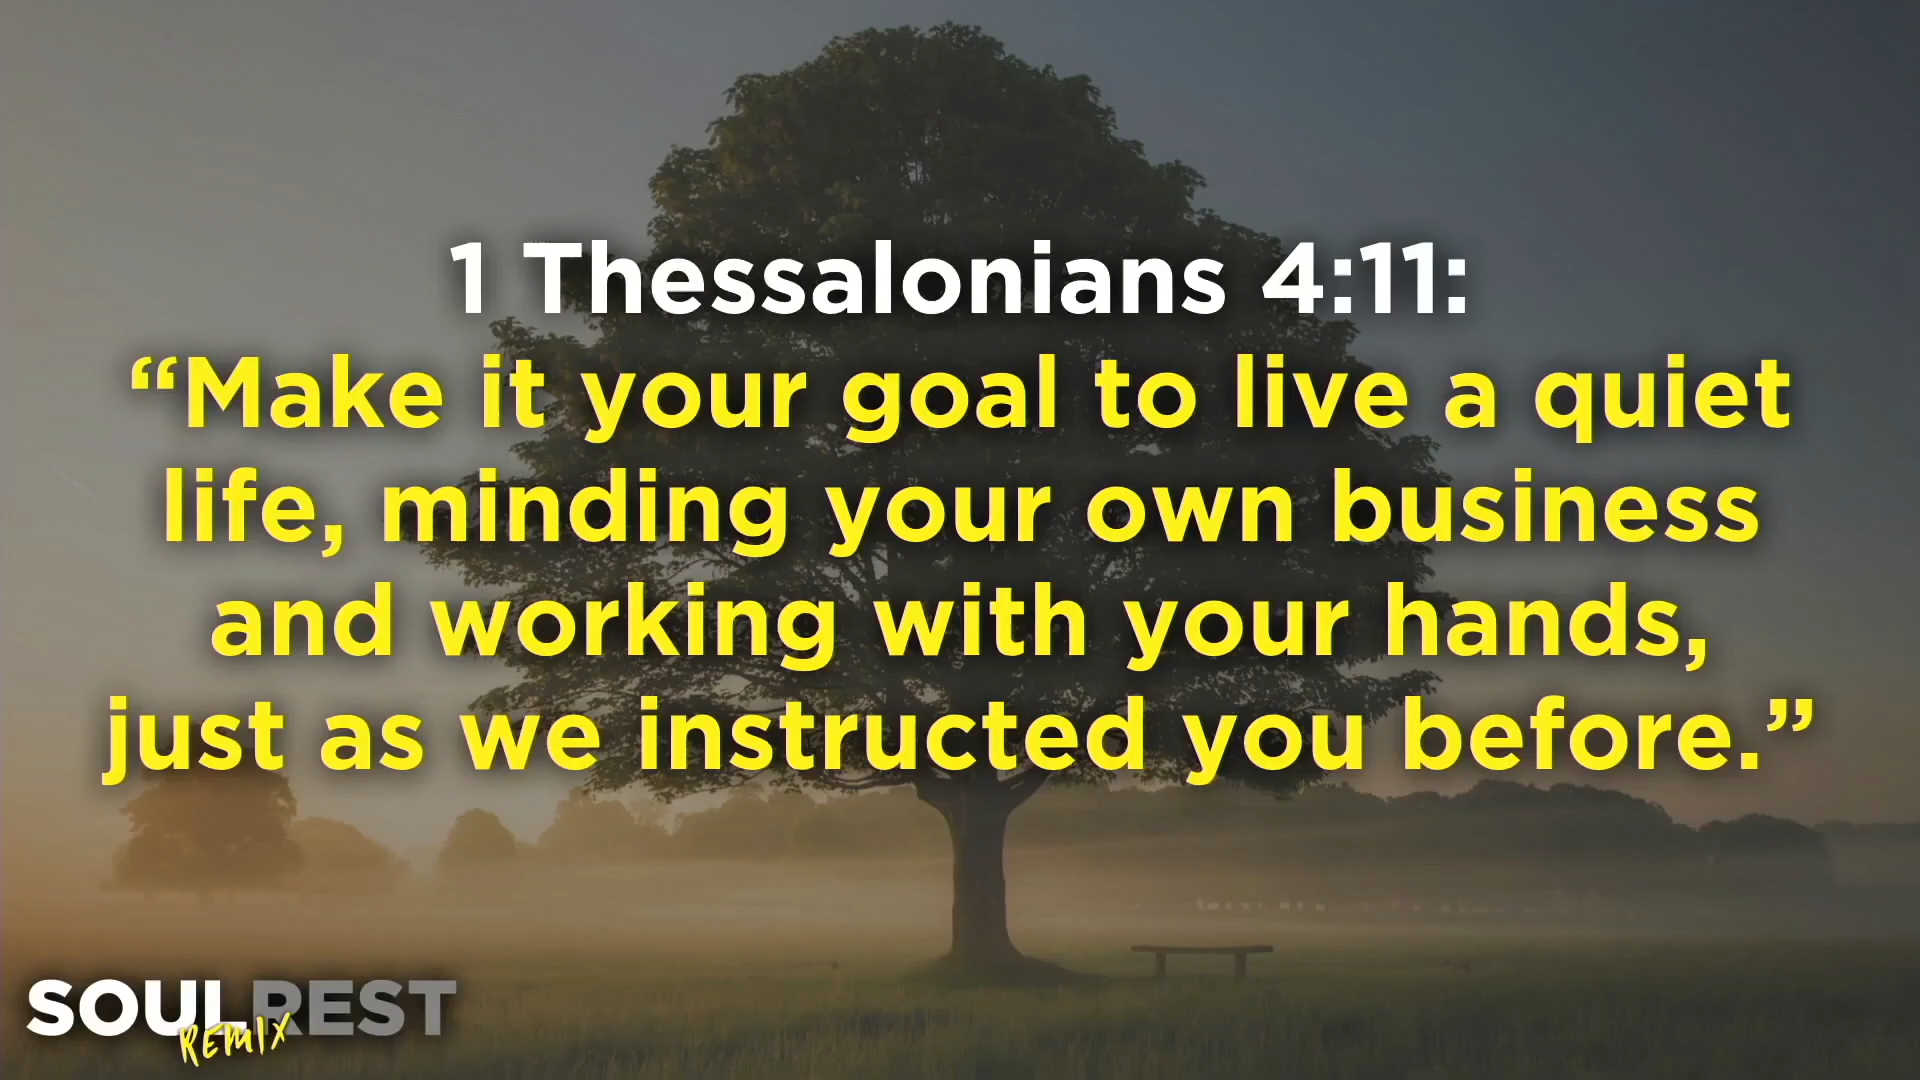 1 Thessalonians 4:11:
“Make it your goal to live a quiet
life, minding your own business
and working with your hands,
just as we instructed you before.”
SOULREST
REMIX